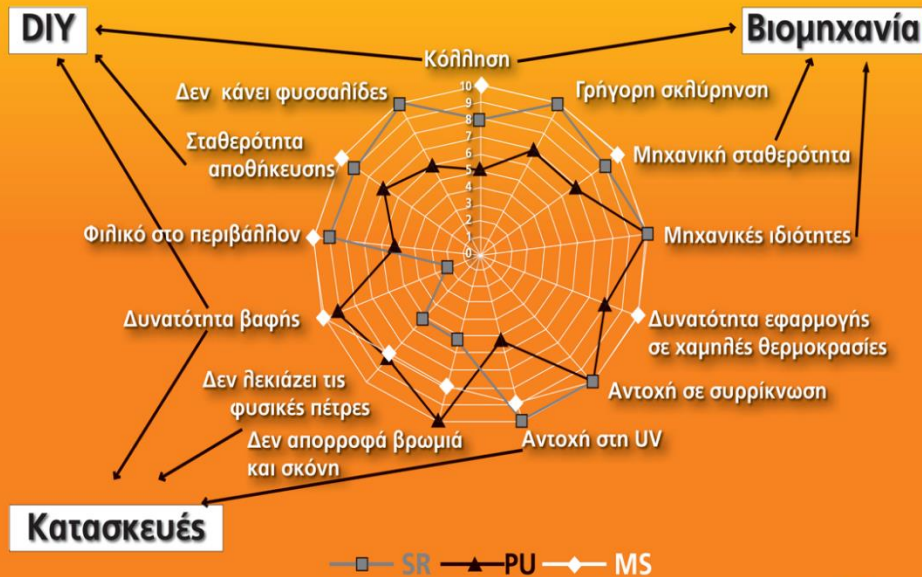 DIY
Βιομηχανία
Κόλληση
Δεν κάνει φυσσαλίδες
Γρήγορη σκλύρηνση
Σταθερότητα
αποθήκευσης
Μηχανική σταθερότητα
Φιλικό στο περιβάλλον
Μηχανικές ιδιότητες
Δυνατότητα βαφής
Δυνατότητα εφαρμογής
σε χαμηλές θερμοκρασίες
Δεν λεκιάζει τις
φυσικές πέτρες
Αντοχή σε συρρίκνωση
Δεν απορροφά βρωμιά
και σκόνη
Αντοχή στη UV
Κατασκευές
10
9
8
7
6
5
4
3
2
1
0
SR PU MS